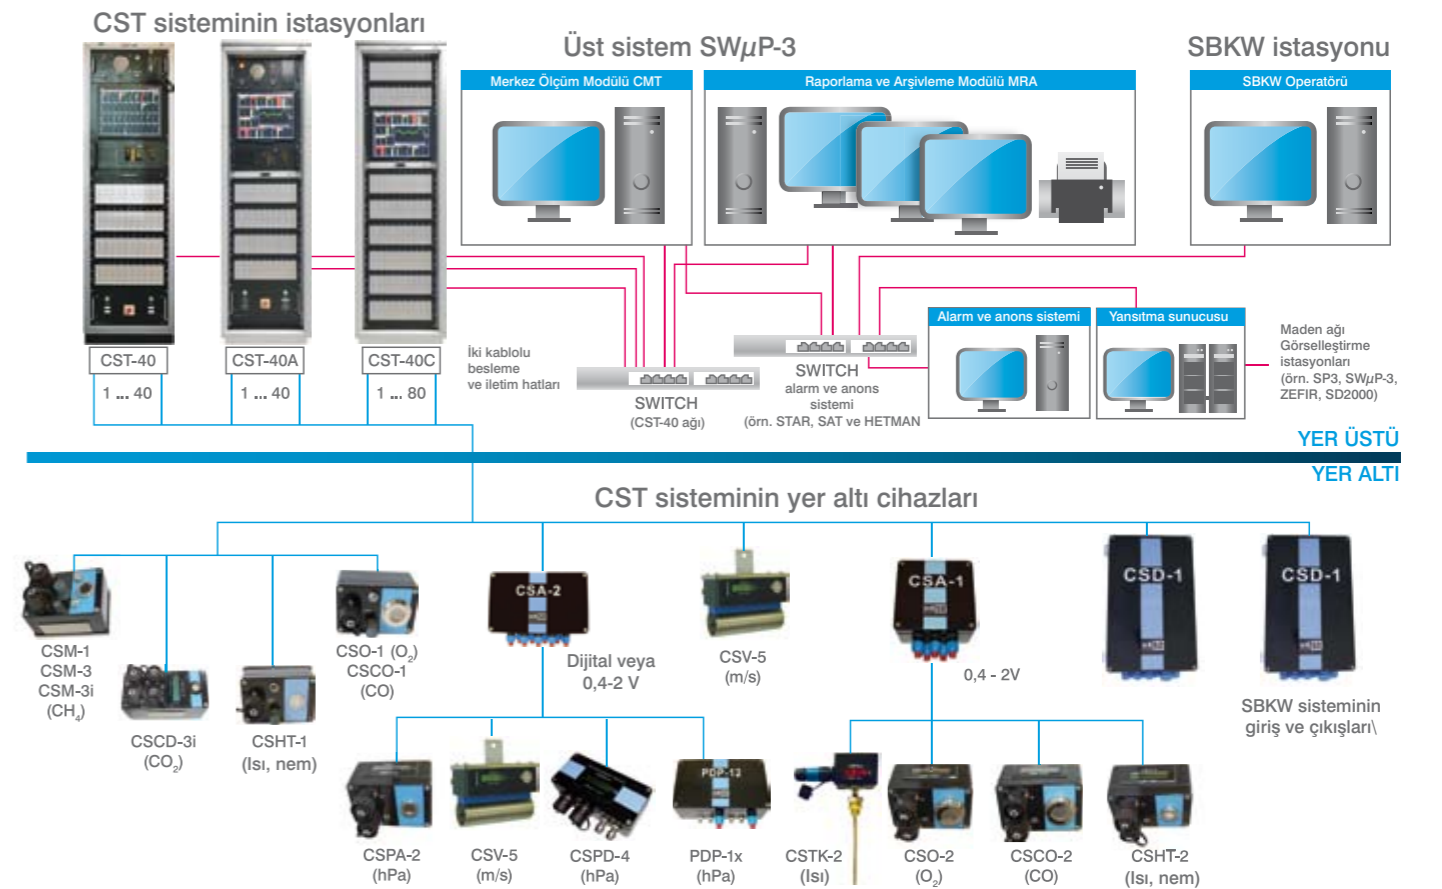 CST sisteminin istasyonları
Üst sistem SWµP-3
SBKW istasyonu
Merkez Ölçüm Modülü CMT
Raporlama ve Arşivleme Modülü MRA
SBKW Operatörü
CST-40
CST-40A
CST-40C
1 ... 40
1 ... 40
1 ... 80
İki kablolu
besleme
ve iletim hatları
SWITCH
(CST-40 ağı)
SWITCH
alarm ve anons
sistemi
(örn. STAR, SAT ve HETMAN
Alarm ve anons sistemi
Yansıtma sunucusu
Maden ağı
Görselleştirme
istasyonları
(örn. SP3, SWµP-3,
ZEFIR, SD2000)
YER ÜSTÜ
YER ALTI
CST sisteminin yer altı cihazları
CSM-1
CSM-3
CSM-3i
(CH₄)
CSCD-3i
(CO₂)
CSHT-1
(Isı, nem)
CSO-1 (O₂)
CSCO-1
(CO)
CSA-2
Dijital veya
0,4-2 V
CSV-5
(m/s)
CSA-1
0,4 - 2V
CSD-1
CSD-1
SBKW sisteminin
giriş ve çıkışları\
CSPA-2
(hPa)
CSV-5
(m/s)
CSPD-4
(hPa)
PDP-1x
(hPa)
CSTK-2
(Isı)
CSO-2
(O₂)
CSCO-2
(CO)
CSHT-2
(Isı, nem)